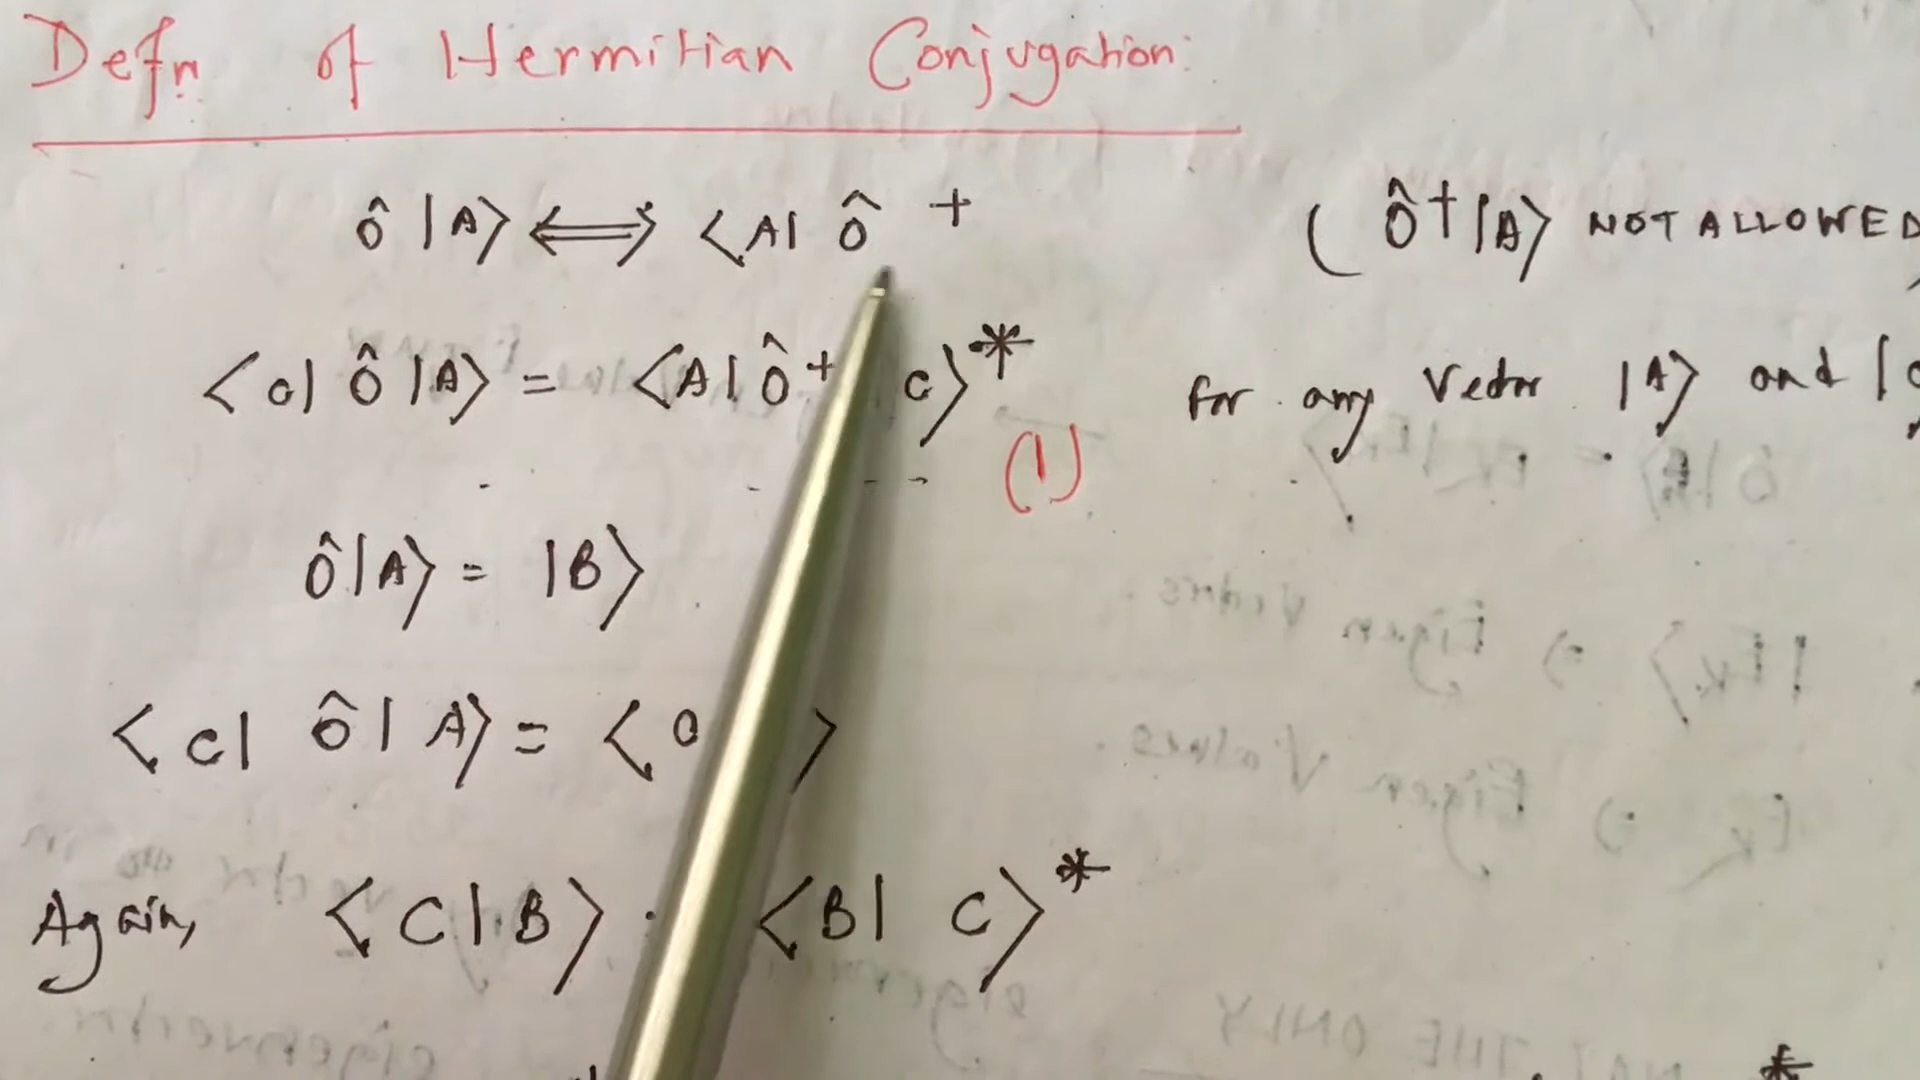 Defn of Hermitian Conjugation:
Ô |A⟩ ⟺ ⟨A| Ô † ( Ô†|A⟩ NOT ALLOWED
⟨C| Ô |A⟩ = ⟨A| Ô† C⟩* for any Vector |A⟩ and |C
(1)
Ô|A⟩ = |B⟩
⟨C| Ô | A⟩ = ⟨ ⟩
Again, ⟨C|B⟩ ⟨B| C⟩*
*